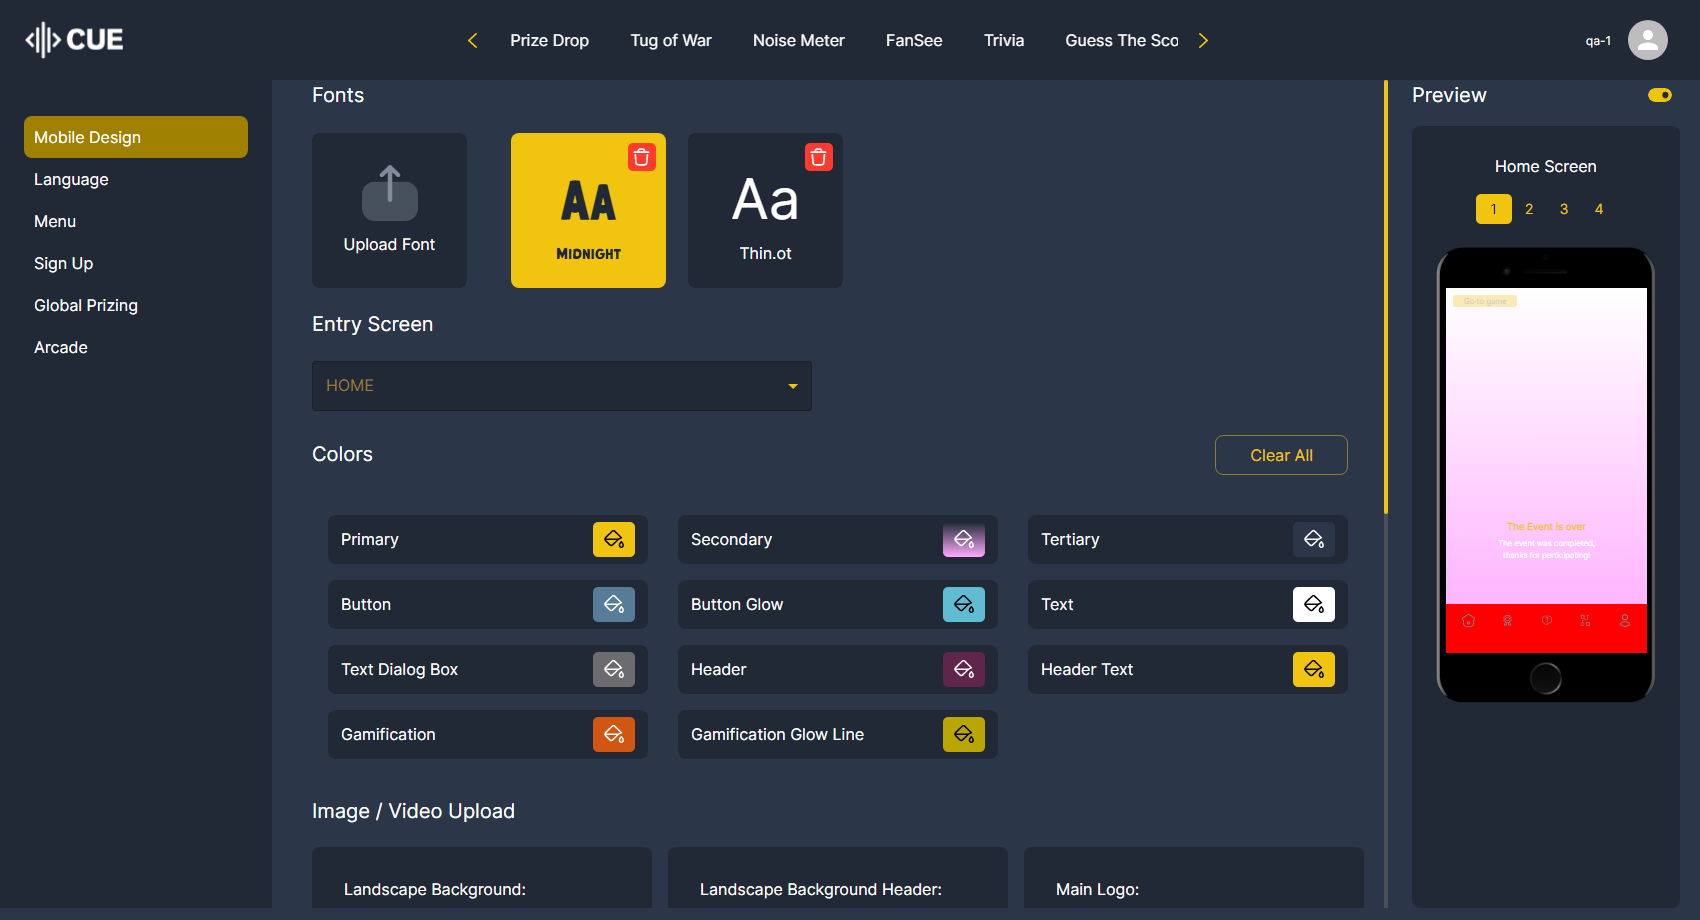 CUE
Prize Drop
Tug of War
Noise Meter
FanSee
Trivia
Guess The Sco
qa-1
Mobile Design
Language
Menu
Sign Up
Global Prizing
Arcade
Fonts
Upload Font
AA
MIDNIGHT
Aa
Thin.ot
Entry Screen
HOME
Colors
Clear All
Primary
Secondary
Tertiary
Button
Button Glow
Text
Text Dialog Box
Header
Header Text
Gamification
Gamification Glow Line
Image / Video Upload
Landscape Background:
Landscape Background Header:
Main Logo:
Preview
Home Screen
1 2 3 4
Go to game
The Event is over
The event was completed,
thanks for participating!